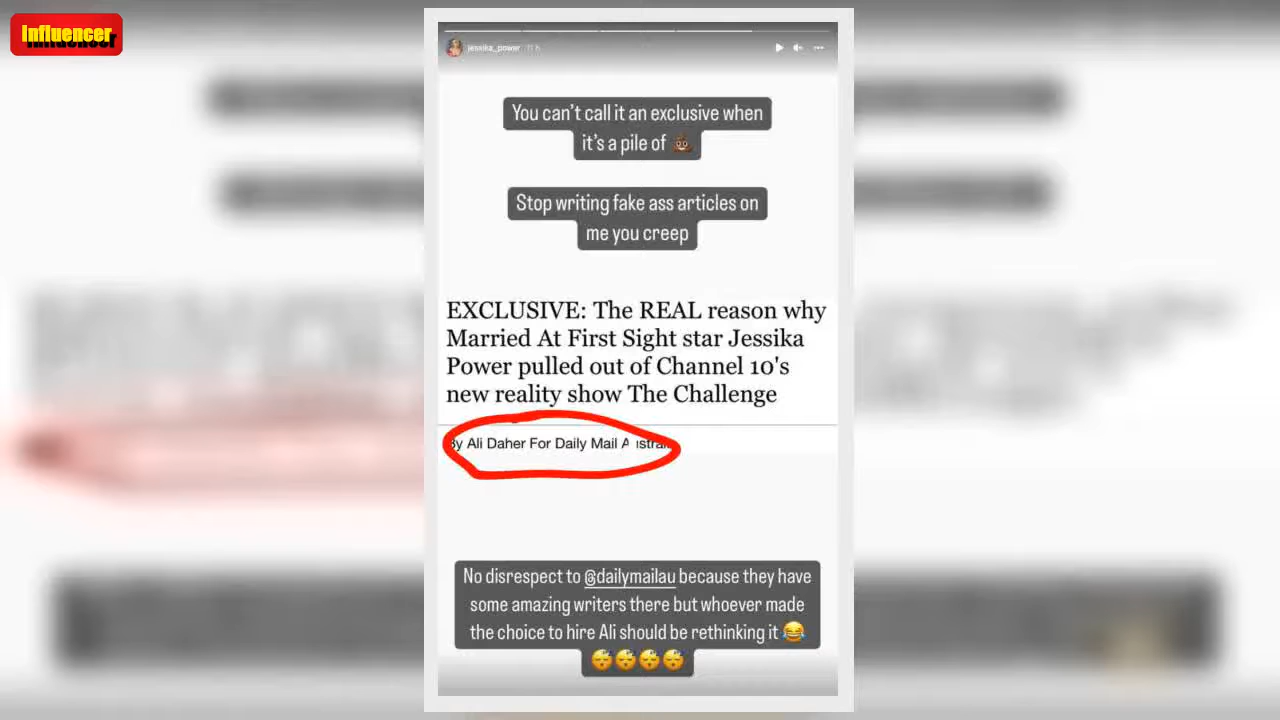 Influencer
jessika_power 11 h
You can't call it an exclusive when
it's a pile of 💩
Stop writing fake ass articles on
me you creep
EXCLUSIVE: The REAL reason why
Married At First Sight star Jessika
Power pulled out of Channel 10's
new reality show The Challenge
By Ali Daher For Daily Mail Austral
No disrespect to @dailymailau because they have
some amazing writers there but whoever made
the choice to hire Ali should be rethinking it 😂
😴😴😴😴